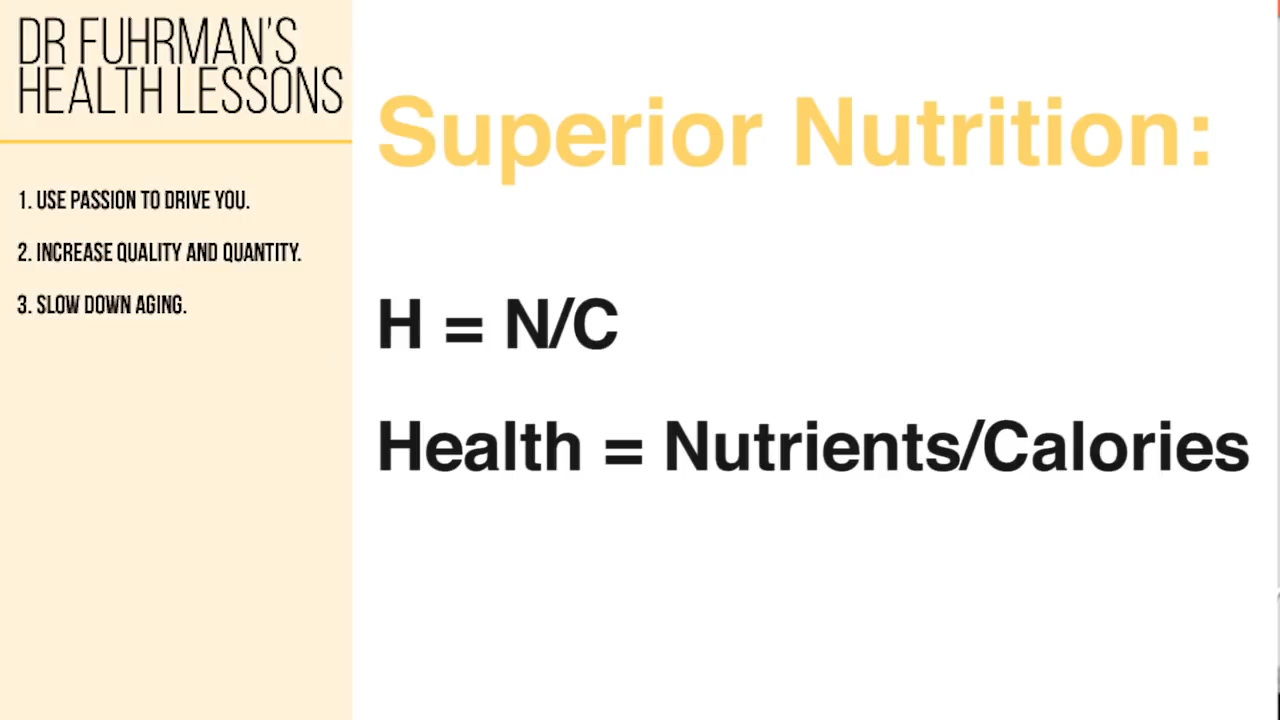 DR FUHRMAN'S
HEALTH LESSONS
1. USE PASSION TO DRIVE YOU.
2. INCREASE QUALITY AND QUANTITY.
3. SLOW DOWN AGING.
Superior Nutrition:
H = N/C
Health = Nutrients/Calories